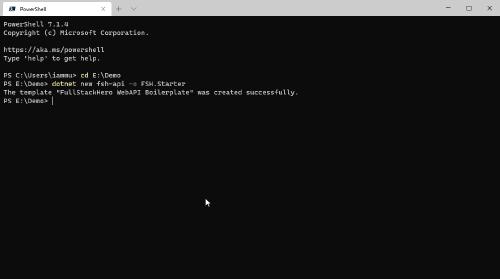 PowerShell
PowerShell 7.1.4
Copyright (c) Microsoft Corporation.
https://aka.ms/powershell
Type 'help' to get help.
PS C:\Users\iammu> cd E:\Demo
PS E:\Demo> dotnet new fsh-api -o FSH.Starter
The template "FullStackHero WebAPI Boilerplate" was created successfully.
PS E:\Demo>